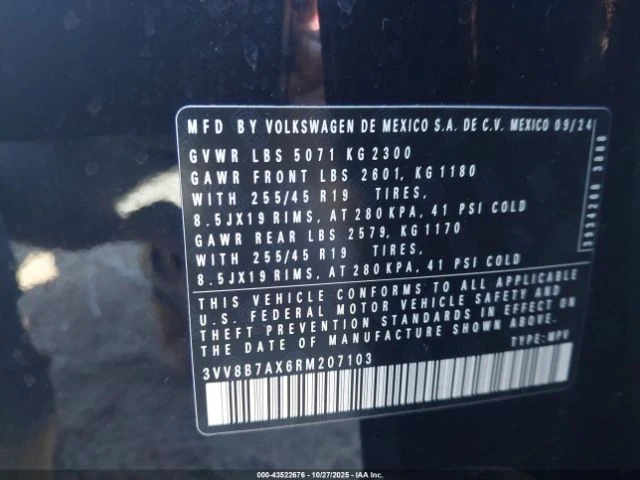 MFD BY VOLKSWAGEN DE MEXICO S.A. DE C.V. MEXICO 09/24
GVWR LBS 5071 KG 2300
GAWR FRONT LBS 2601, KG 1180
WITH 255/45 R19 TIRES,
8.5JX19 RIMS, AT 280 KPA, 41 PSI COLD
GAWR REAR LBS 2579, KG 1170
WITH 255/45 R19 TIRES,
8.5JX19 RIMS, AT 280 KPA, 41 PSI COLD
THIS VEHICLE CONFORMS TO ALL APPLICABLE
U.S. FEDERAL MOTOR VEHICLE SAFETY AND
THEFT PREVENTION STANDARDS IN EFFECT ON
THE DATE OF MANUFACTURE SHOWN ABOVE.
TYPE: MPV
3VV8B7AX6RM207103
000-43522676 - 10/27/2025 - IAAI.COM